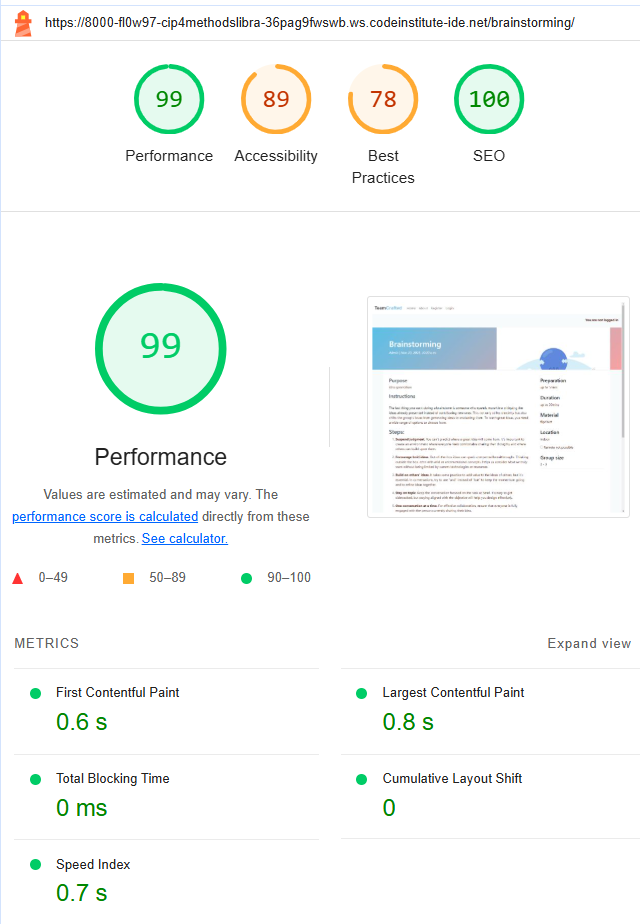 https://8000-fl0w97-cip4methodslibra-36pag9fwswb.ws.codeinstitute-ide.net/brainstorming/
99
89
78
100
Performance
Accessibility
Best
Practices
SEO
99
Performance
Values are estimated and may vary. The
performance score is calculated directly from these
metrics. See calculator.
0–49
50–89
90–100
Brainstorming
Purpose
Instructions
Steps:
Preparation
Duration
Material
Location
Group size
METRICS
Expand view
First Contentful Paint
0.6 s
Largest Contentful Paint
0.8 s
Total Blocking Time
0 ms
Cumulative Layout Shift
0
Speed Index
0.7 s